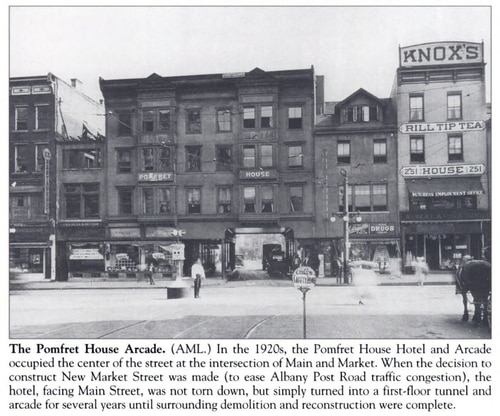 KNOX'S
RILL TIP TEA
251 HOUSE 251
BUSINESS EMPLOYMENT OFFICE
POMFRET HOUSE
DRUGS
The Pomfret House Arcade. (AML.) In the 1920s, the Pomfret House Hotel and Arcade
occupied the center of the street at the intersection of Main and Market. When the decision to
construct New Market Street was made (to ease Albany Post Road traffic congestion), the
hotel, facing Main Street, was not torn down, but simply turned into a first-floor tunnel and
arcade for several years until surrounding demolition and reconstruction were complete.